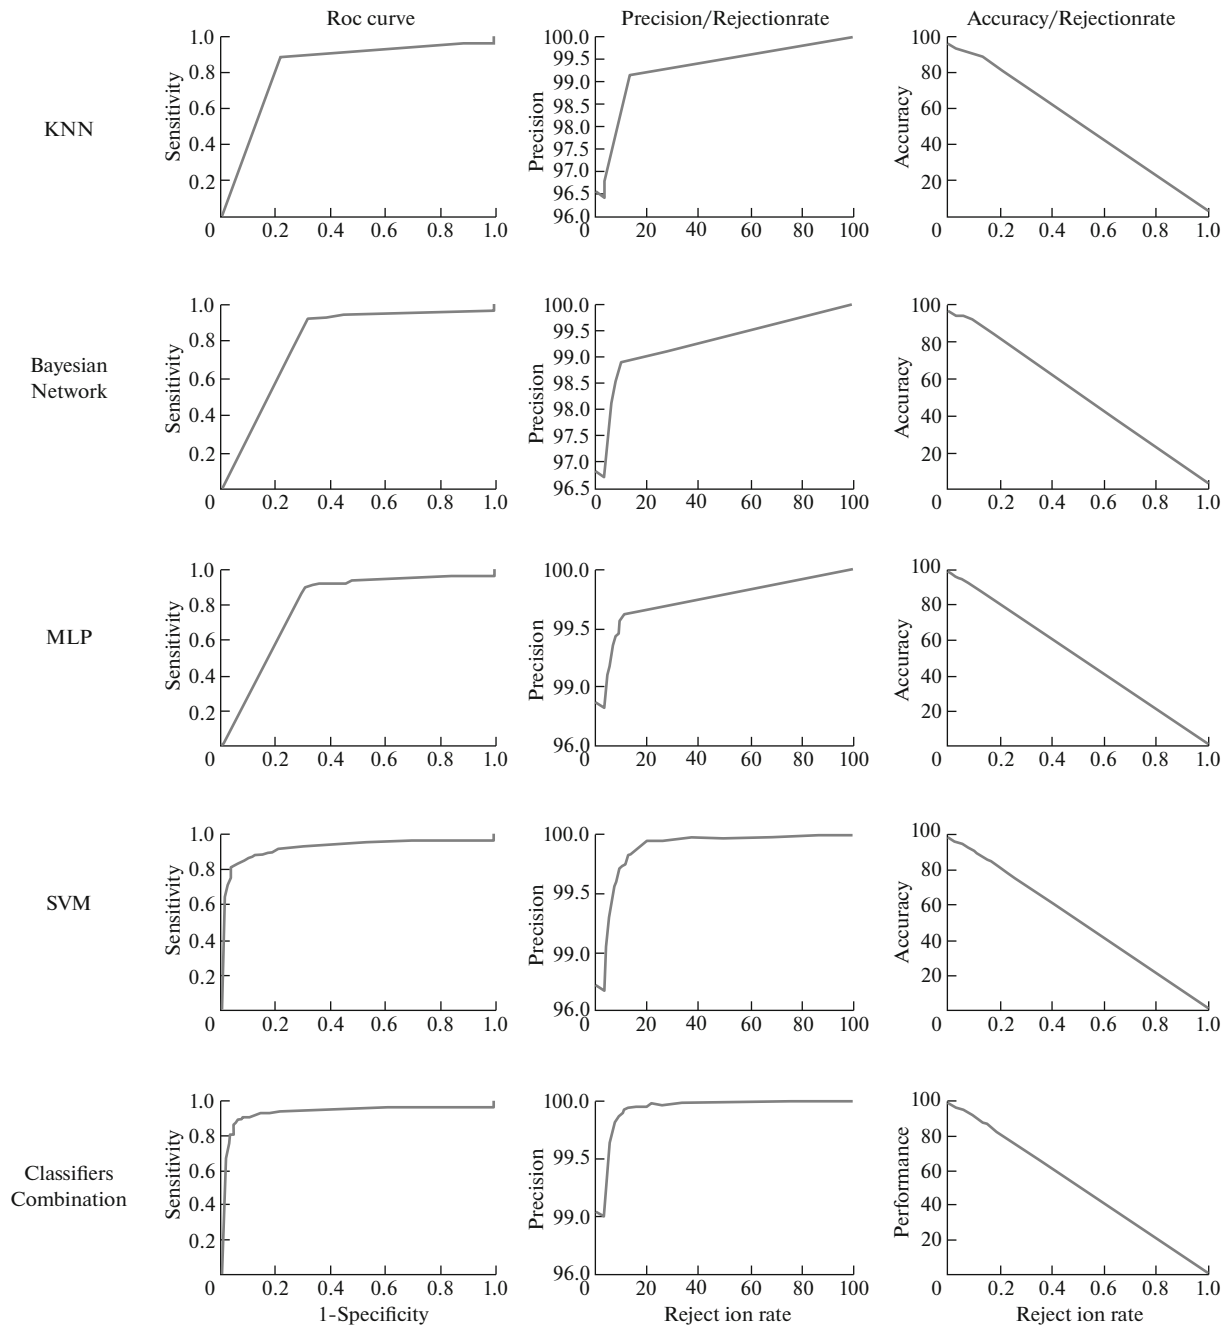 Roc curve
Precision/Rejectionrate
Accuracy/Rejectionrate
KNN
Sensitivity
1.0
0.8
0.6
0.4
0.2
0 0.2 0.4 0.6 0.8 1.0
Precision
100.0
99.5
99.0
98.5
98.0
97.5
97.0
96.5
96.0
0 20 40 60 80 100
Accuracy
100
80
60
40
20
0 0.2 0.4 0.6 0.8 1.0
Bayesian
Network
Sensitivity
1.0
0.8
0.6
0.4
0.2
0 0.2 0.4 0.6 0.8 1.0
Precision
100.0
99.5
99.0
98.5
98.0
97.5
97.0
96.5
0 20 40 60 80 100
Accuracy
100
80
60
40
20
0 0.2 0.4 0.6 0.8 1.0
MLP
Sensitivity
1.0
0.8
0.6
0.4
0.2
0 0.2 0.4 0.6 0.8 1.0
Precision
100.0
99.5
99.0
96.0
0 20 40 60 80 100
Accuracy
100
80
60
40
20
0 0.2 0.4 0.6 0.8 1.0
SVM
Sensitivity
1.0
0.8
0.6
0.4
0.2
0 0.2 0.4 0.6 0.8 1.0
Precision
100.0
99.5
99.0
96.0
0 20 40 60 80 100
Accuracy
100
80
60
40
20
0 0.2 0.4 0.6 0.8 1.0
Classifiers
Combination
Sensitivity
1.0
0.8
0.6
0.4
0.2
0 0.2 0.4 0.6 0.8 1.0
1-Specificity
Precision
100.0
99.5
99.0
96.0
0 20 40 60 80 100
Reject ion rate
Performance
100
80
60
40
20
0 0.2 0.4 0.6 0.8 1.0
Reject ion rate